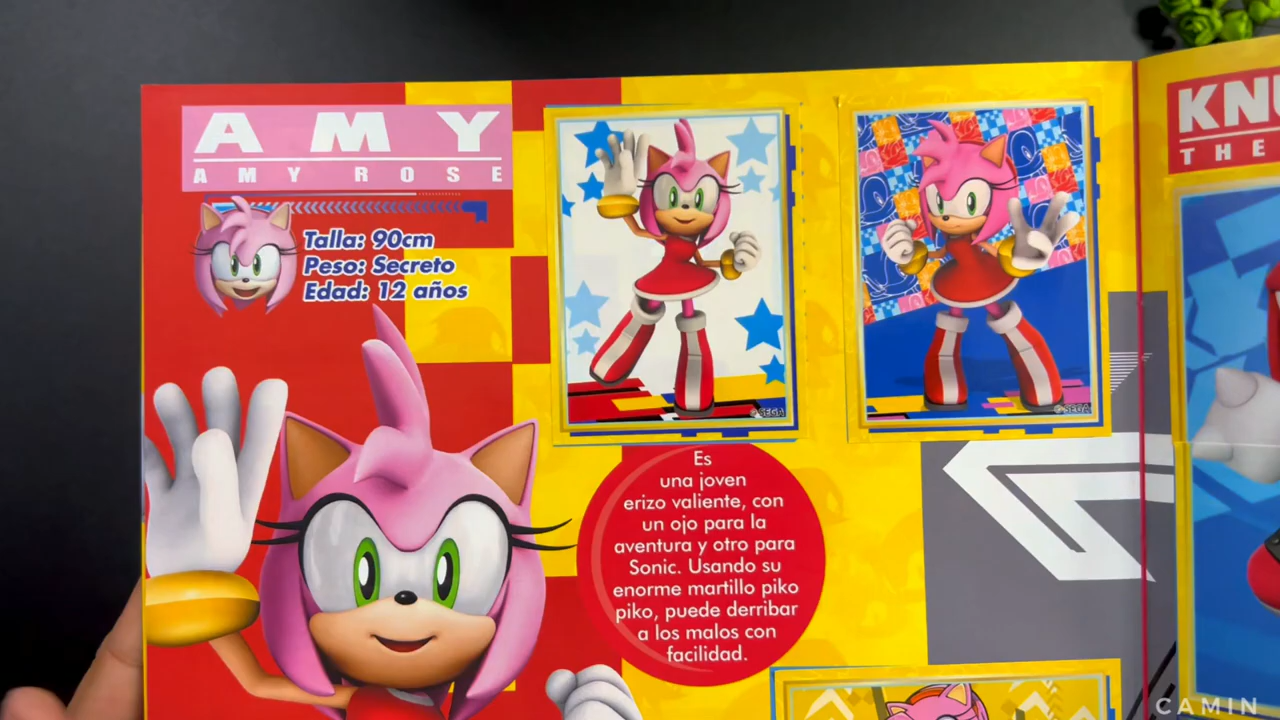 AMY
AMY ROSE
Talla: 90cm
Peso: Secreto
Edad: 12 años
©SEGA
©SEGA
Es
una joven
erizo valiente, con
un ojo para la
aventura y otro para
Sonic. Usando su
enorme martillo piko
piko, puede derribar
a los malos con
facilidad.
KN
THE
CAMIN